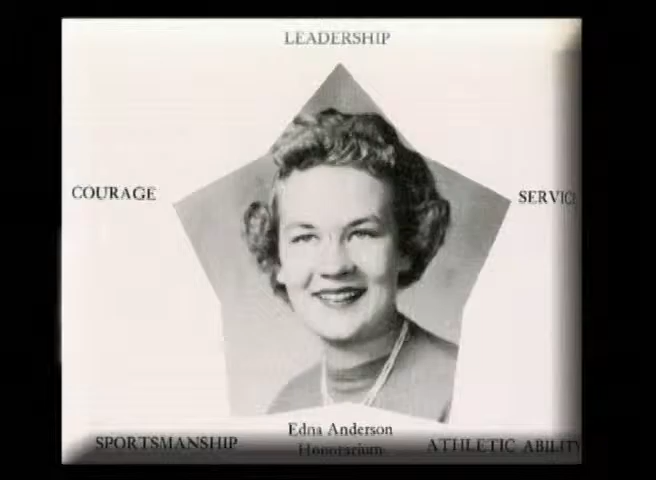 LEADERSHIP
COURAGE
SERVIC
Edna Anderson
Honorarium
SPORTSMANSHIP
ATHLETIC ABILITY